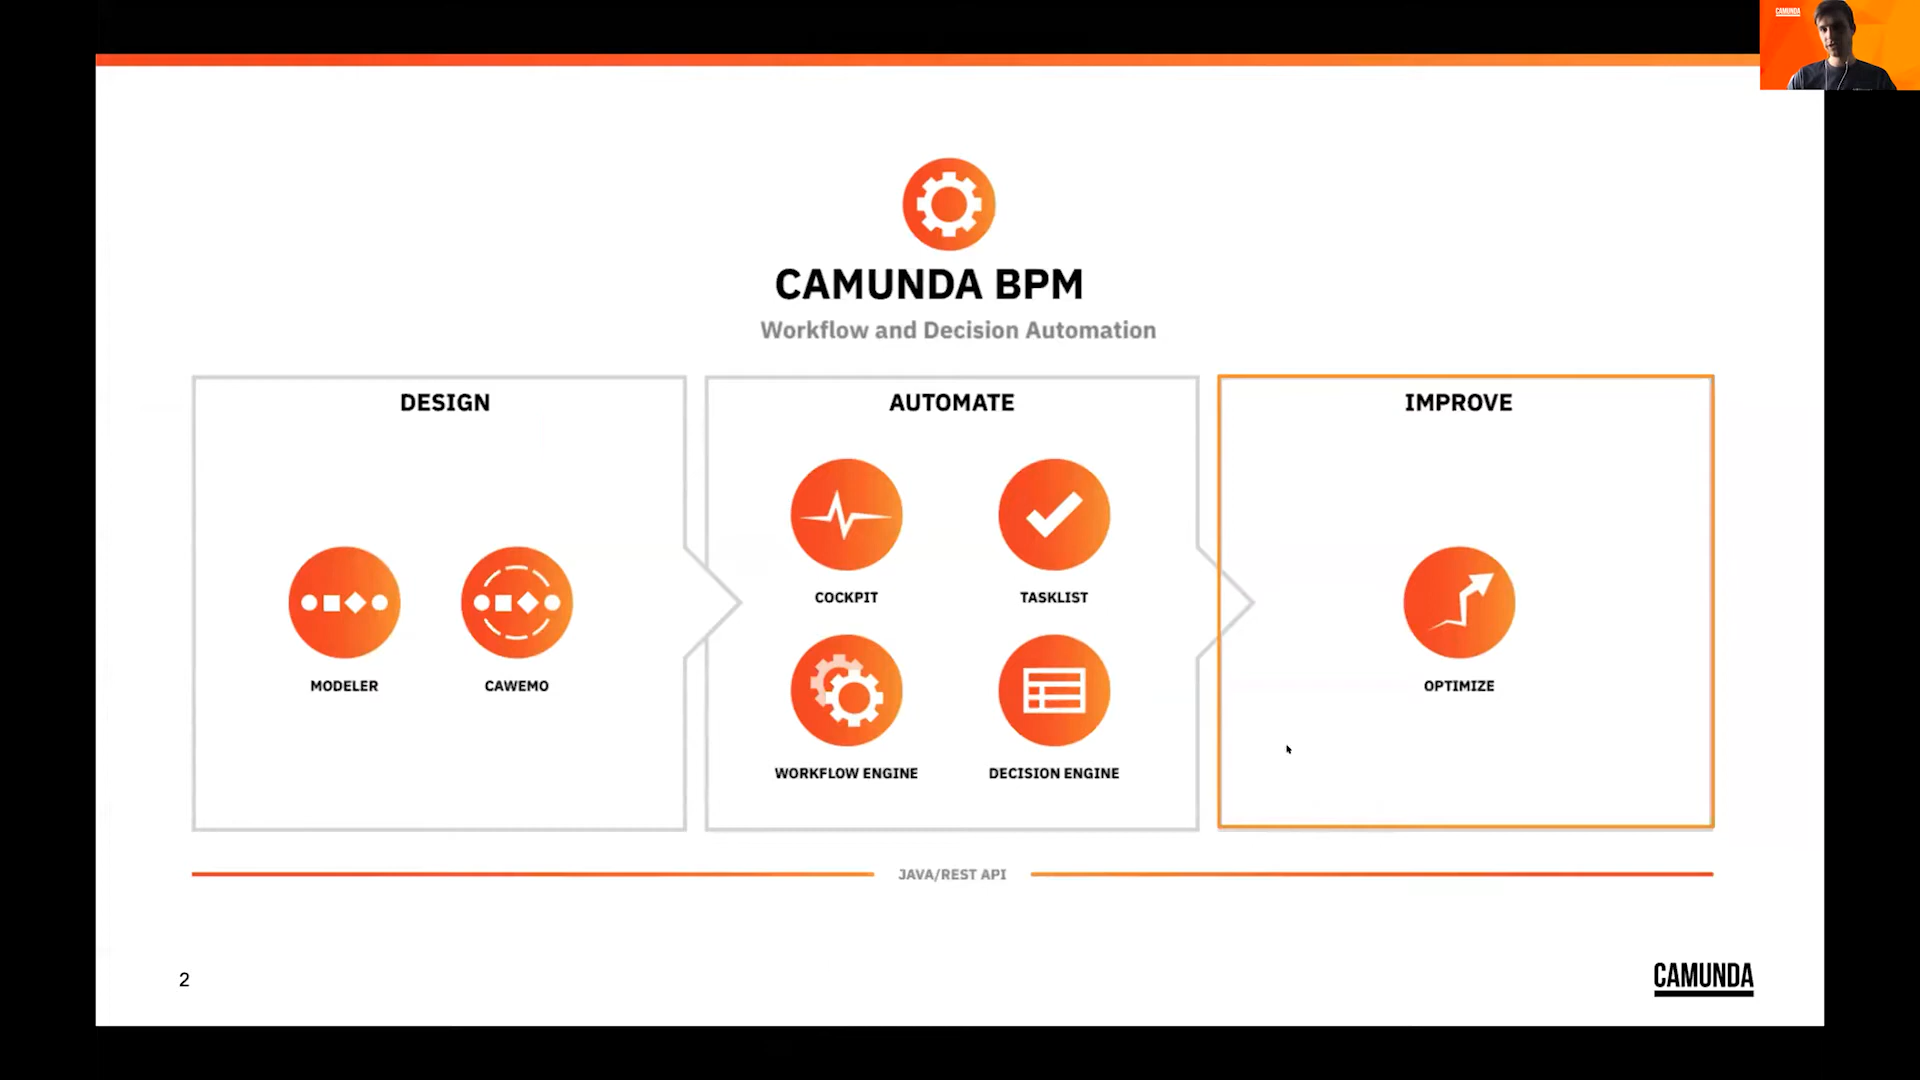 CAMUNDA
CAMUNDA BPM
Workflow and Decision Automation
DESIGN
MODELER
CAWEMO
AUTOMATE
COCKPIT
TASKLIST
WORKFLOW ENGINE
DECISION ENGINE
IMPROVE
OPTIMIZE
JAVA/REST API
2
CAMUNDA